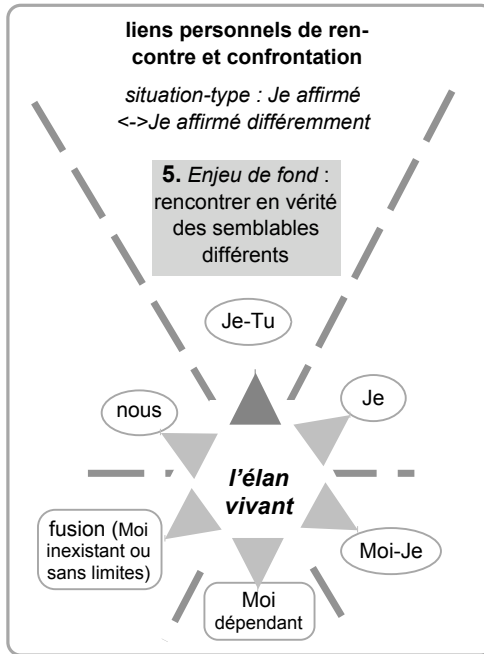 liens personnels de ren-
contre et confrontation
situation-type : Je affirmé
<->Je affirmé différemment
5. Enjeu de fond :
rencontrer en vérité
des semblables
différents
Je-Tu
nous
Je
l'élan
vivant
fusion (Moi
inexistant ou
sans limites)
Moi-Je
Moi
dépendant